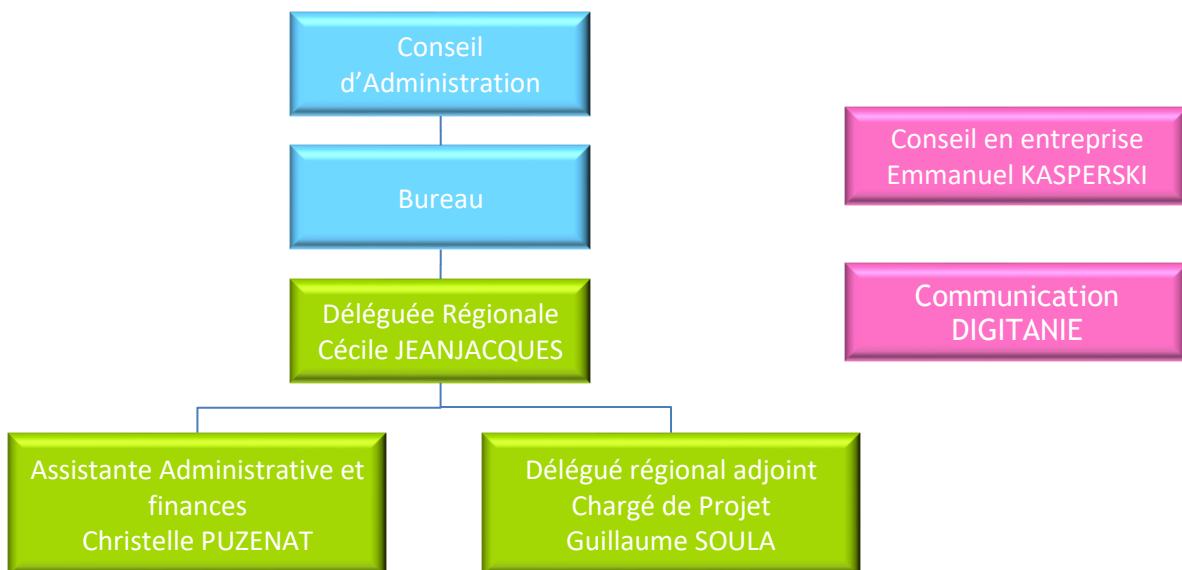 Conseil
d’Administration
Bureau
Déléguée Régionale
Cécile JEANJACQUES
Assistante Administrative et
finances
Christelle PUZENAT
Délégué régional adjoint
Chargé de Projet
Guillaume SOULA
Conseil en entreprise
Emmanuel KASPERSKI
Communication
DIGITANIE